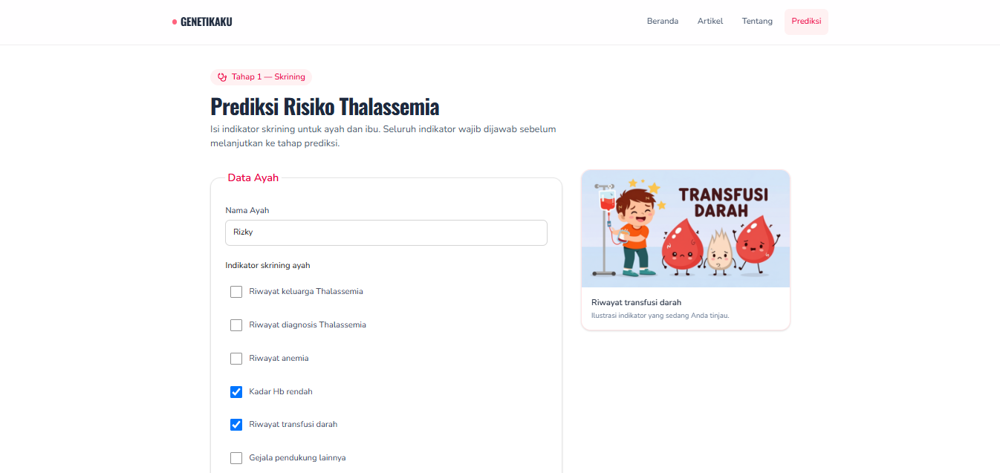 GENETIKAKU
Beranda
Artikel
Tentang
Prediksi
Tahap 1 — Skrining
Prediksi Risiko Thalassemia
Isi indikator skrining untuk ayah dan ibu. Seluruh indikator wajib dijawab sebelum
melanjutkan ke tahap prediksi.
Data Ayah
Nama Ayah
Rizky
Indikator skrining ayah
Riwayat keluarga Thalassemia
Riwayat diagnosis Thalassemia
Riwayat anemia
Kadar Hb rendah
Riwayat transfusi darah
Gejala pendukung lainnya
TRANSFUSI
DARAH
Riwayat transfusi darah
Ilustrasi indikator yang sedang Anda tinjau.